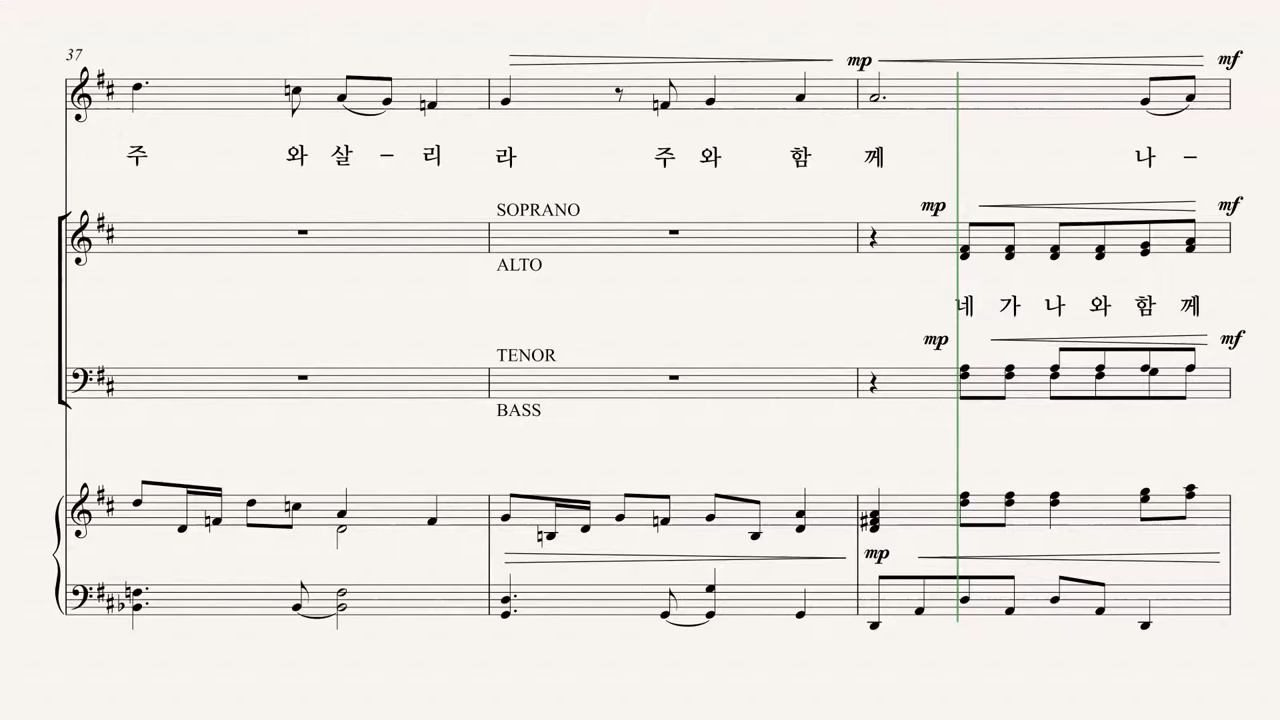 37
mp mf
주 와 살 – 리 라 주 와 함 께 나 –
SOPRANO
mp mf
ALTO
네 가 나 와 함 께
TENOR
mp mf
BASS
mp